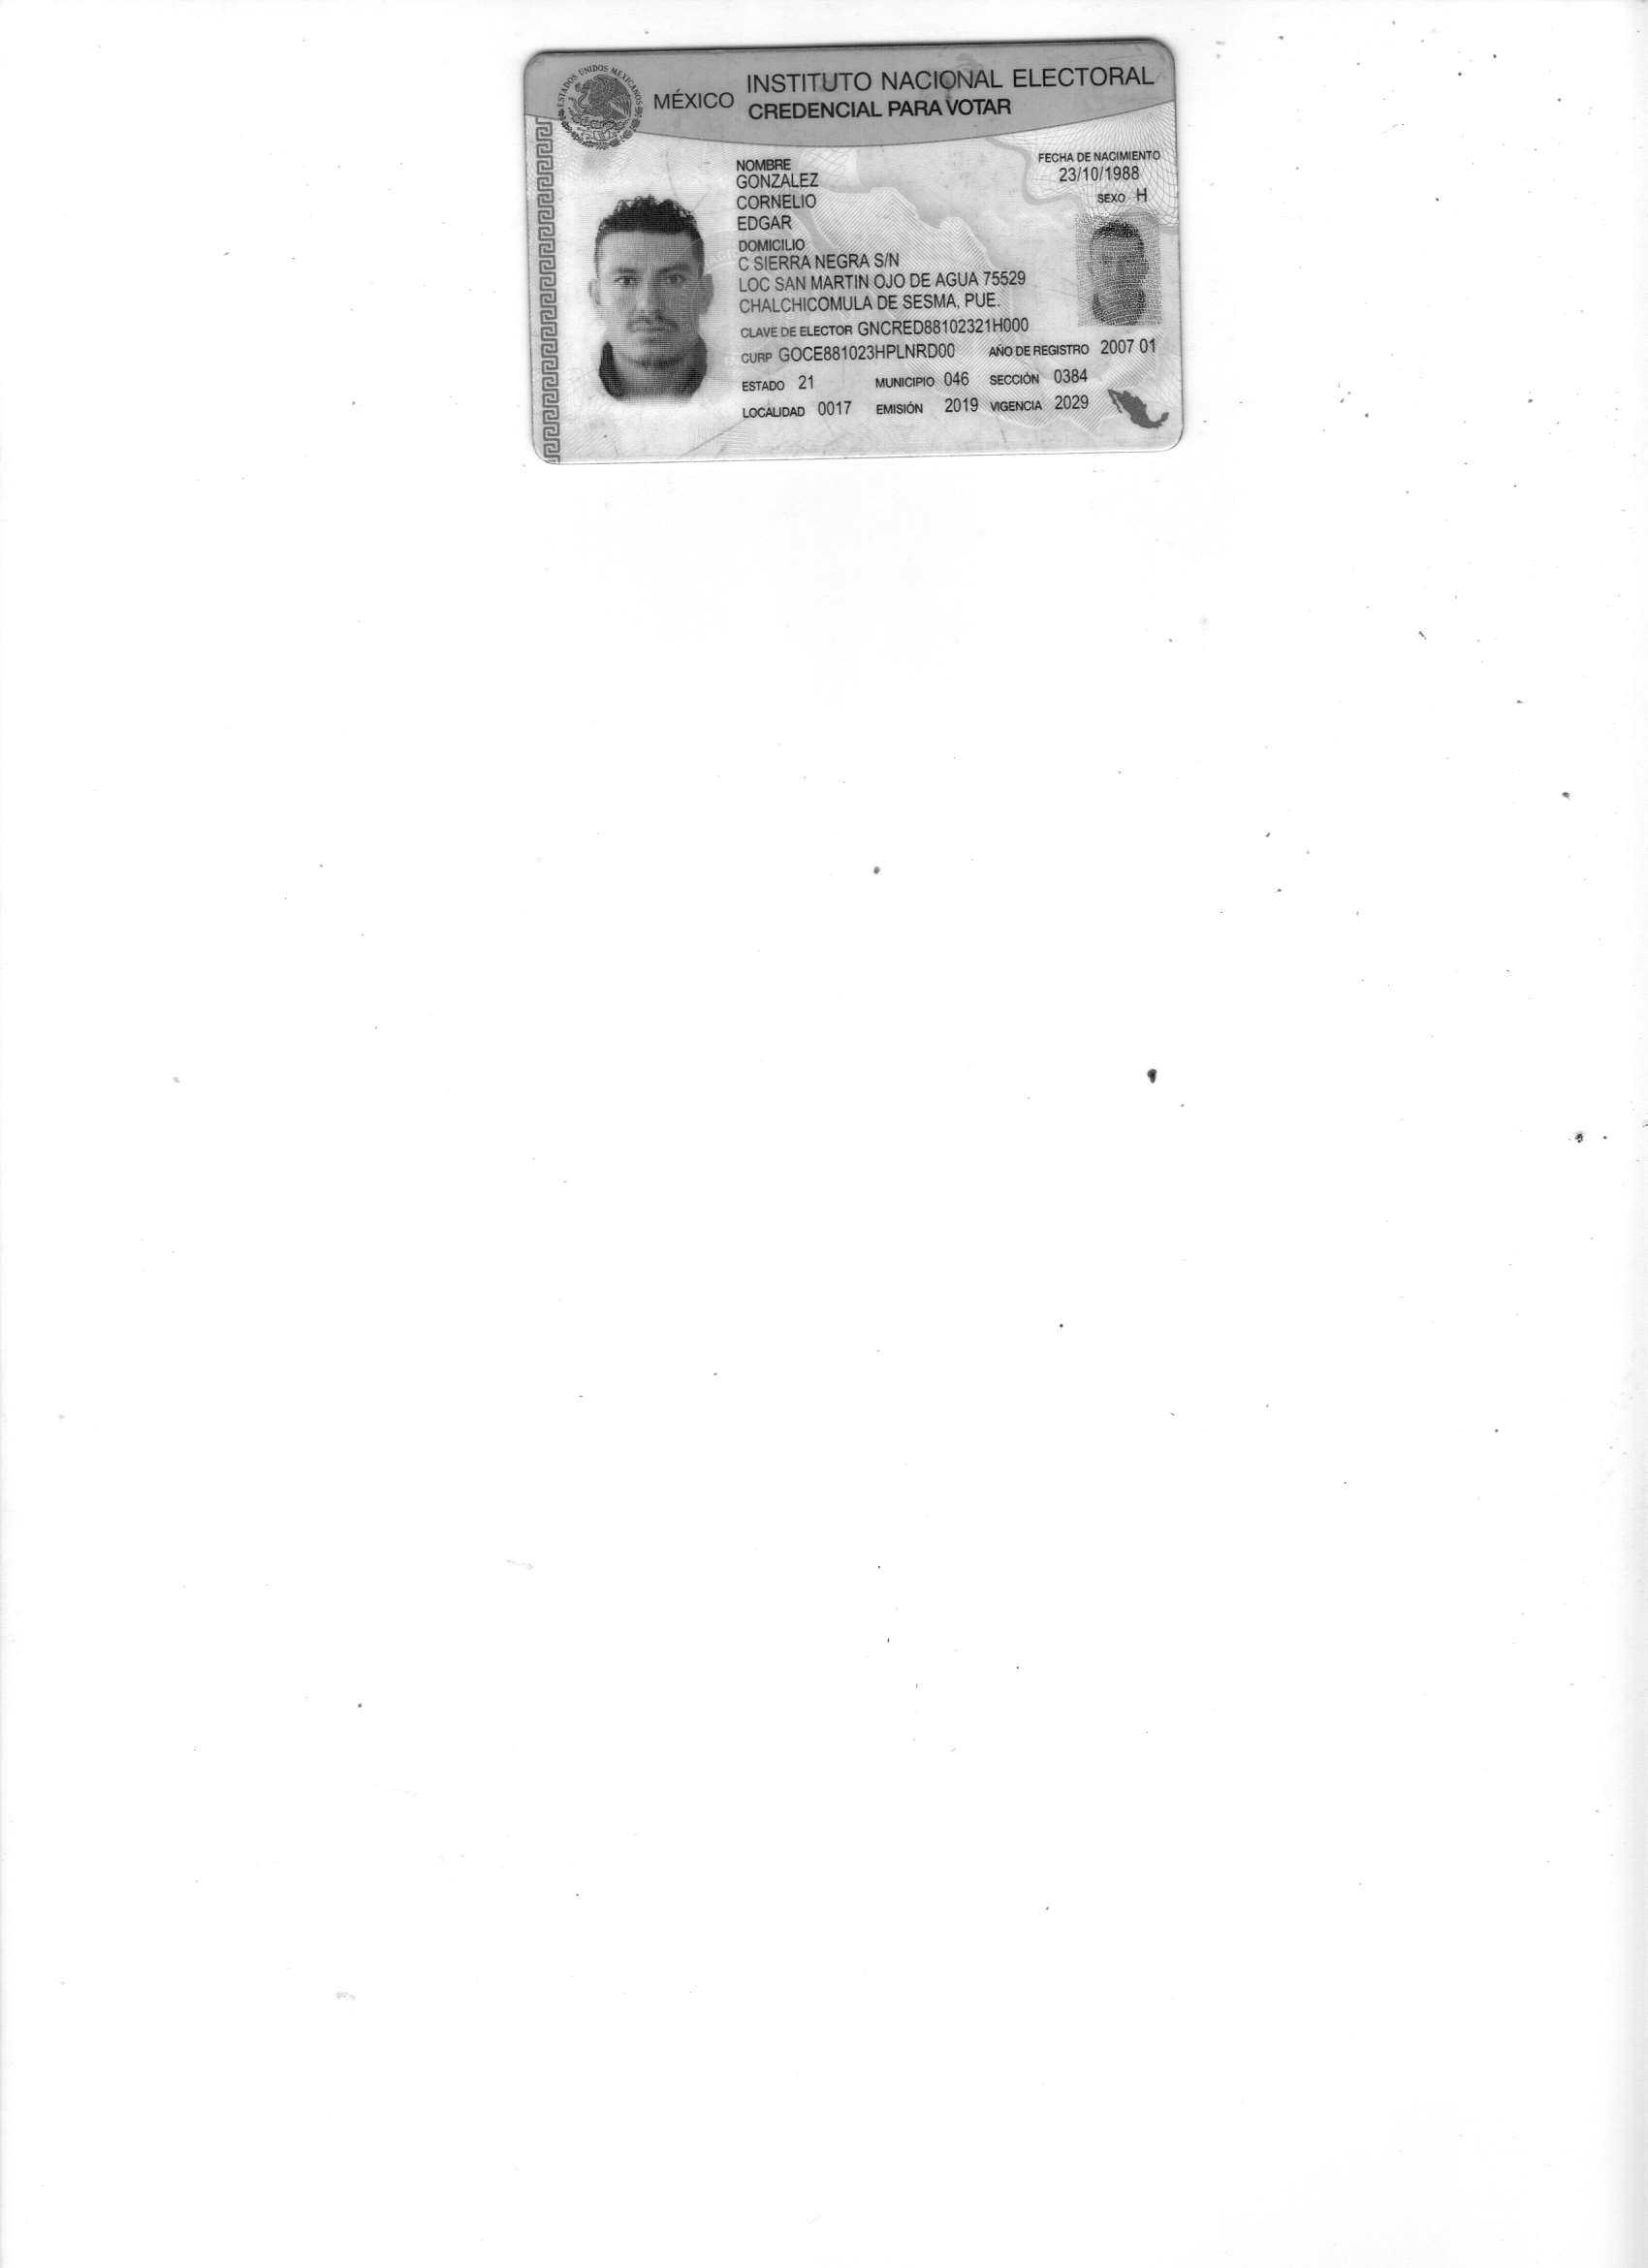 ESTADOS UNIDOS MEXICANOS
MÉXICO INSTITUTO NACIONAL ELECTORAL
CREDENCIAL PARA VOTAR
NOMBRE
GONZALEZ
CORNELIO
EDGAR
FECHA DE NACIMIENTO
23/10/1988
SEXO H
DOMICILIO
C SIERRA NEGRA S/N
LOC SAN MARTIN OJO DE AGUA 75529
CHALCHICOMULA DE SESMA, PUE.
CLAVE DE ELECTOR GNCRED88102321H000
CURP GOCE881023HPLNRD00 AÑO DE REGISTRO 2007 01
ESTADO 21 MUNICIPIO 046 SECCIÓN 0384
LOCALIDAD 0017 EMISIÓN 2019 VIGENCIA 2029